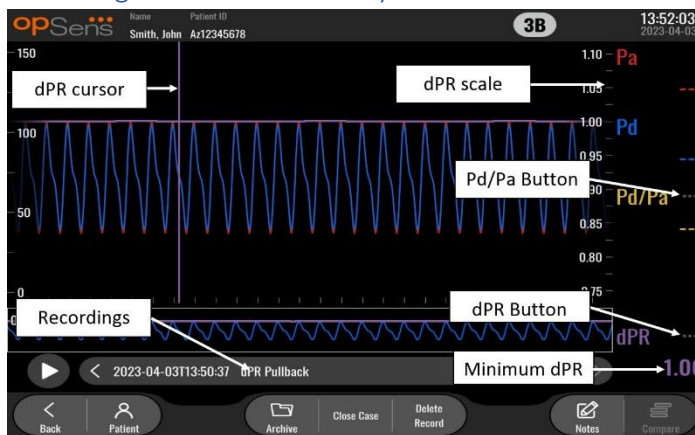 opSens
Name
Patient ID
Smith, John
Az12345678
3B
13:52:03
2023-04-03
150
dPR cursor
1.10
Pa
dPR scale
1.05
100
1.00
Pd
0.95
Pd/Pa Button
90
Pd/Pa
50
0.85
0.80
0
75
Recordings
dPR Button
dPR
2023-04-03T13:50:37 dPR Pullback
Minimum dPR
1.00
Back
Patient
Archive
Close Case
Delete
Record
Notes
Compare